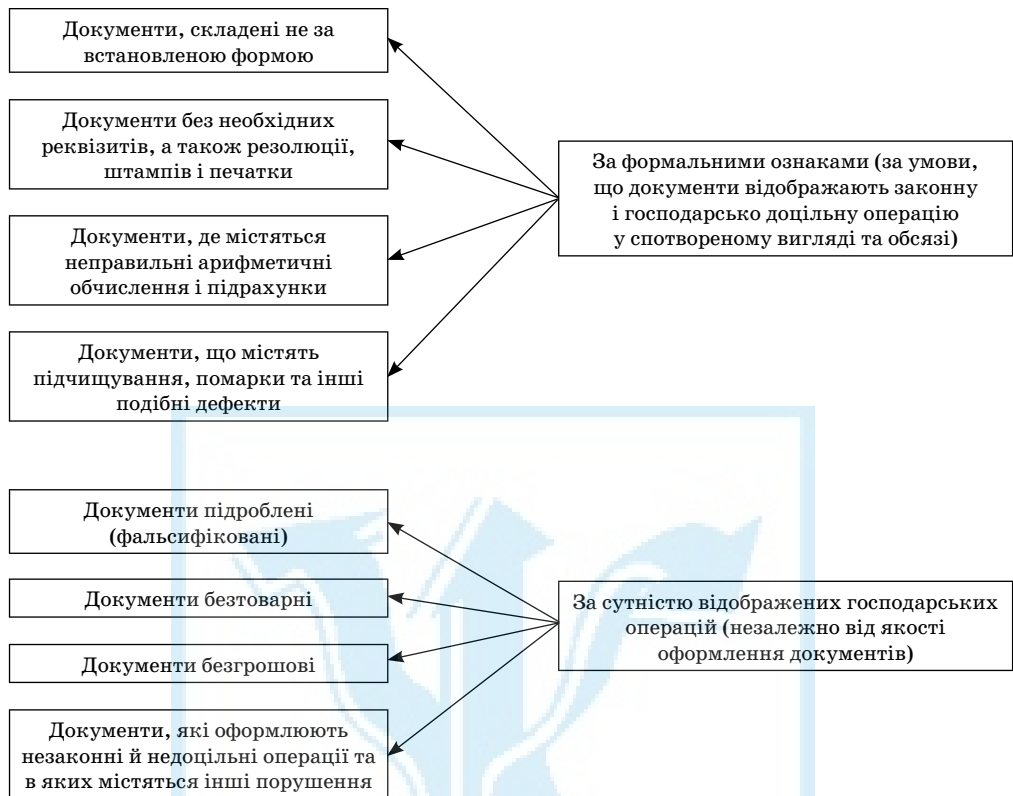 Документи, складені не за
встановленою формою
Документи без необхідних
реквізитів, а також резолюції,
штампів і печатки
Документи, де містяться
неправильні арифметичні
обчислення і підрахунки
Документи, що містять
підчищування, помарки та інші
подібні дефекти
За формальними ознаками (за умови,
що документи відображають законну
і господарсько доцільну операцію
у спотвореному вигляді та обсязі)
Документи підроблені
(фальсифіковані)
Документи безтоварні
Документи безгрошові
Документи, які оформлюють
незаконні й недоцільні операції та
в яких містяться інші порушення
За сутністю відображених господарських
операцій (незалежно від якості
оформлення документів)